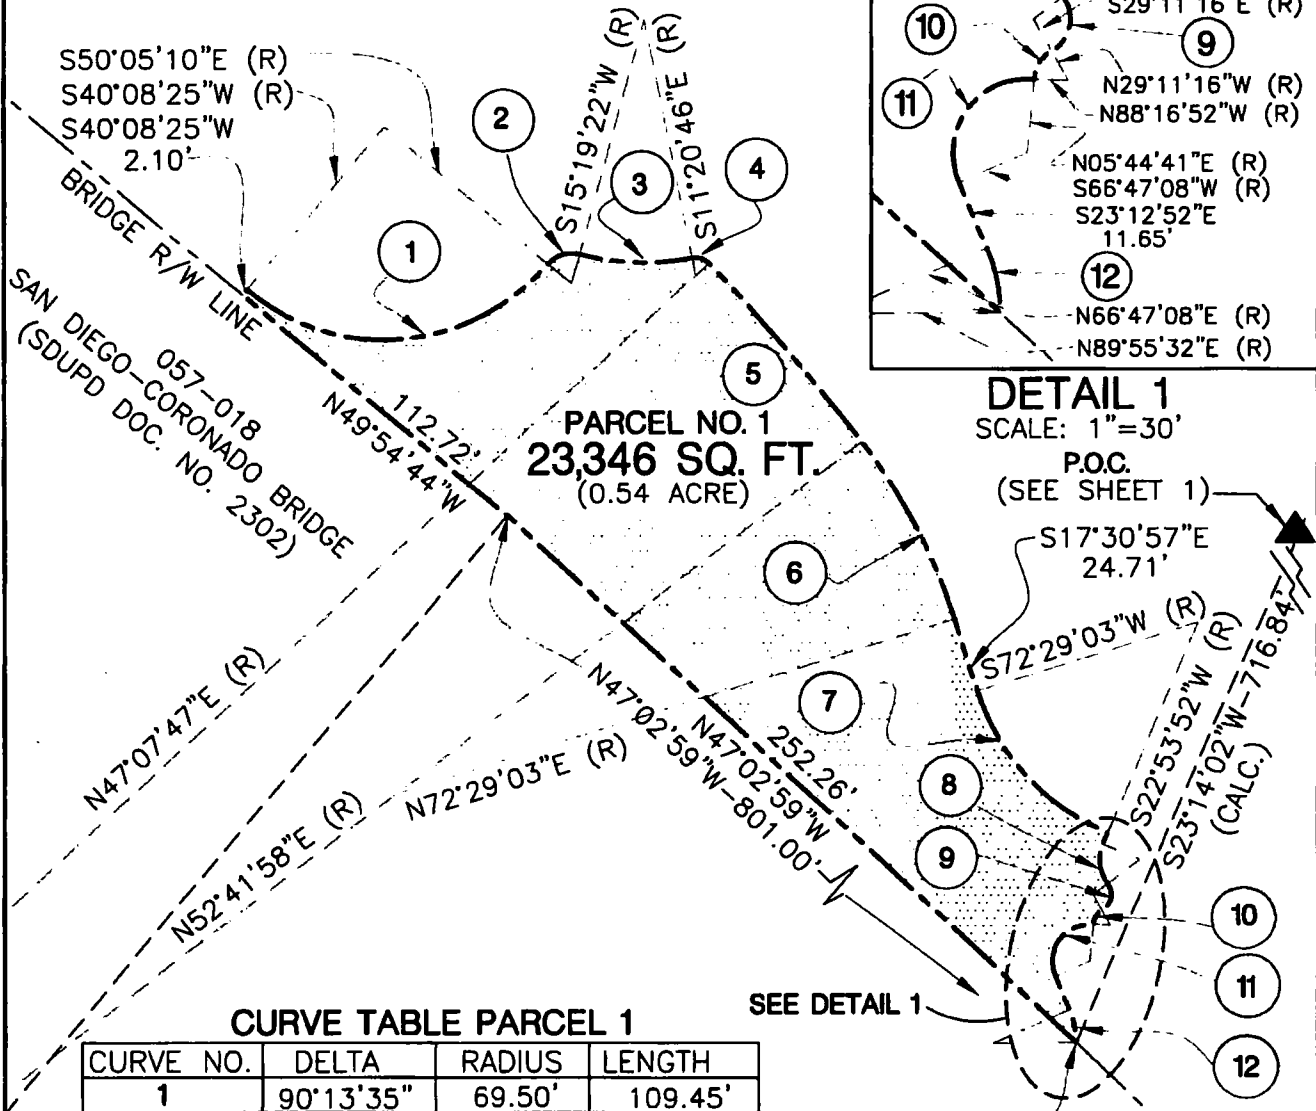 S50°05'10"E (R)
S40°08'25"W (R)
S40°08'25"W
2.10'
BRIDGE R/W LINE
SAN DIEGO-CORONADO BRIDGE
057-018
(SDUPD DOC. NO. 2302)
1
2
S15°19'22"W (R)
3
S11°20'46"E (R)
4
5
112.72'
N49°54'44"W
PARCEL NO. 1
23,346 SQ. FT.
(0.54 ACRE)
6
S29°11'16"E (R)
10
9
N29°11'16"W (R)
11
N88°16'52"W (R)
N05°44'41"E (R)
S66°47'08"W (R)
S23°12'52"E
11.65'
12
N66°47'08"E (R)
N89°55'32"E (R)
DETAIL 1
SCALE: 1"=30'
P.O.C.
(SEE SHEET 1)
S17°30'57"E
24.71'
S72°29'03"W (R)
S22°53'52"W (R)
S23°14'02"W-716.84'
(CALC.)
N47°07'47"E (R)
N52°41'58"E (R)
N72°29'03"E (R)
N47°02'59"W-801.00'
252.26'
N47°02'59"W
7
8
9
10
11
12
SEE DETAIL 1
CURVE TABLE PARCEL 1
CURVE NO. DELTA RADIUS LENGTH
1 90°13'35" 69.50' 109.45'